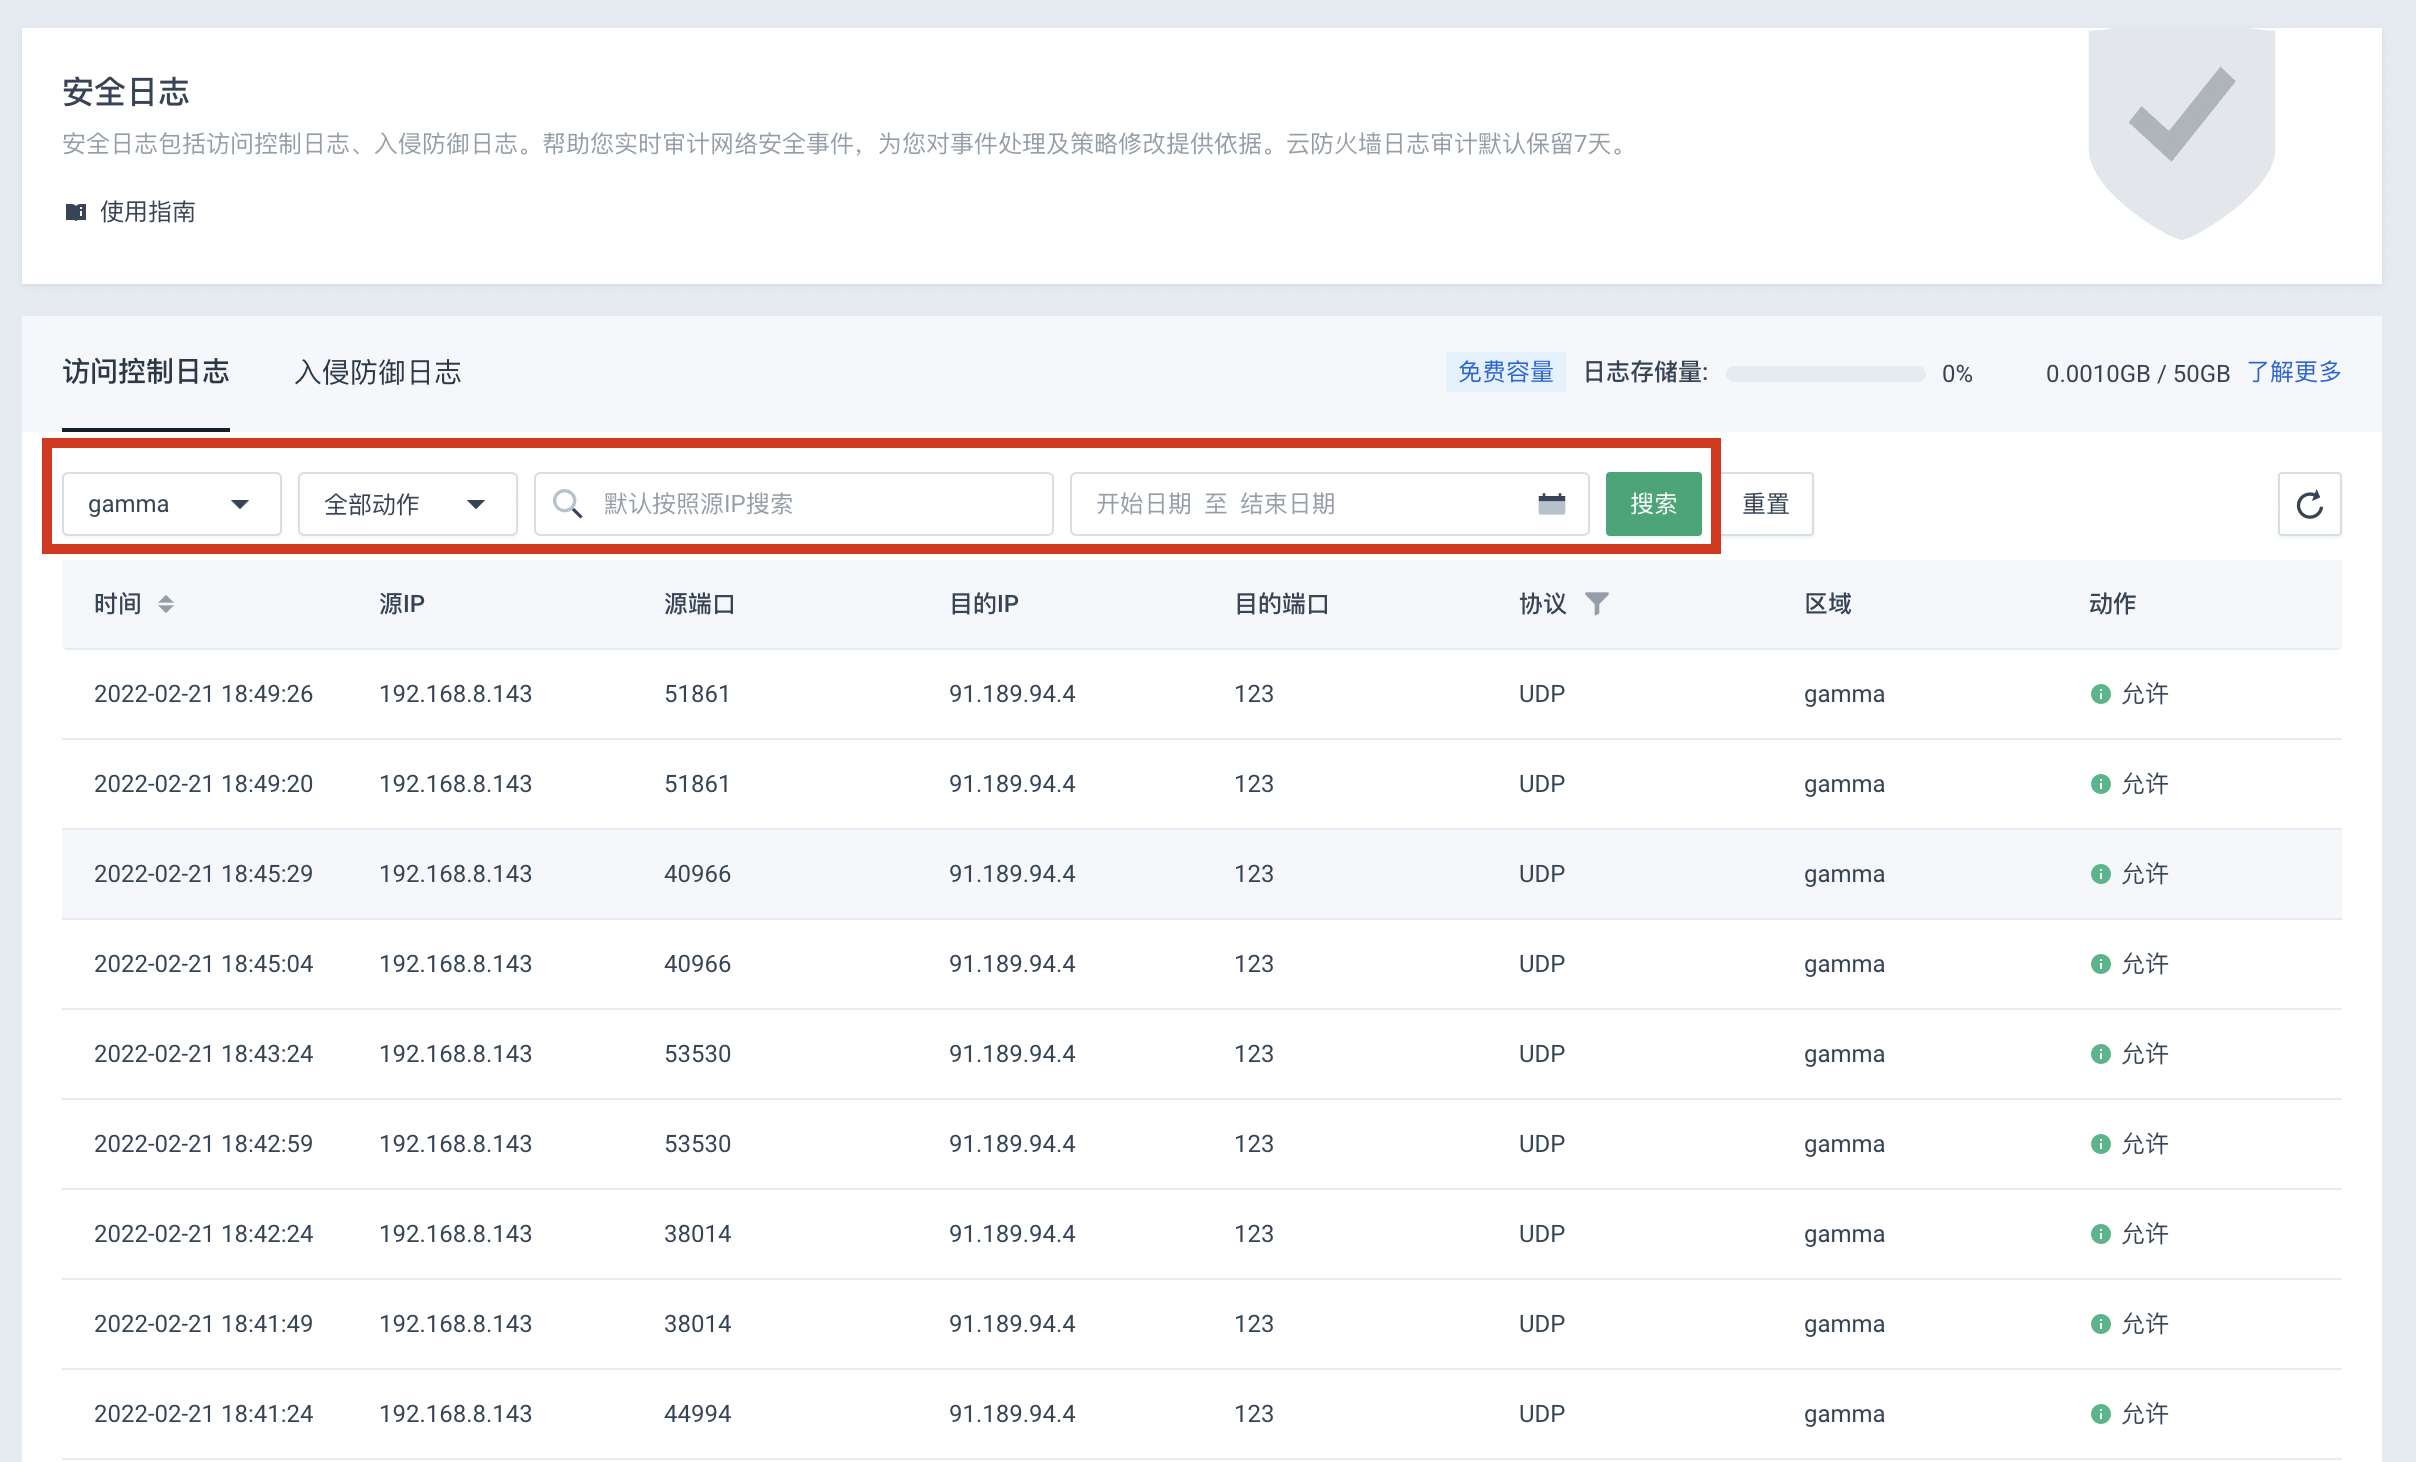 安全日志
安全日志包括访问控制日志、入侵防御日志。帮助您实时审计网络安全事件，为您对事件处理及策略修改提供依据。云防火墙日志审计默认保留7天。
使用指南
访问控制日志 入侵防御日志 免费容量 日志存储量: 0% 0.0010GB / 50GB 了解更多
gamma 全部动作 默认按照源IP搜索 开始日期 至 结束日期 搜索 重置
时间 源IP 源端口 目的IP 目的端口 协议 区域 动作
2022-02-21 18:49:26 192.168.8.143 51861 91.189.94.4 123 UDP gamma 允许
2022-02-21 18:49:20 192.168.8.143 51861 91.189.94.4 123 UDP gamma 允许
2022-02-21 18:45:29 192.168.8.143 40966 91.189.94.4 123 UDP gamma 允许
2022-02-21 18:45:04 192.168.8.143 40966 91.189.94.4 123 UDP gamma 允许
2022-02-21 18:43:24 192.168.8.143 53530 91.189.94.4 123 UDP gamma 允许
2022-02-21 18:42:59 192.168.8.143 53530 91.189.94.4 123 UDP gamma 允许
2022-02-21 18:42:24 192.168.8.143 38014 91.189.94.4 123 UDP gamma 允许
2022-02-21 18:41:49 192.168.8.143 38014 91.189.94.4 123 UDP gamma 允许
2022-02-21 18:41:24 192.168.8.143 44994 91.189.94.4 123 UDP gamma 允许